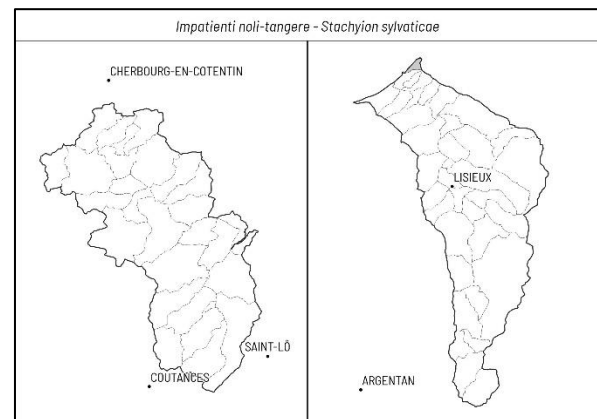 Impatienti noli-tangere - Stachyion sylvaticae
CHERBOURG-EN-COTENTIN
LISIEUX
SAINT-LÔ
COUTANCES
ARGENTAN